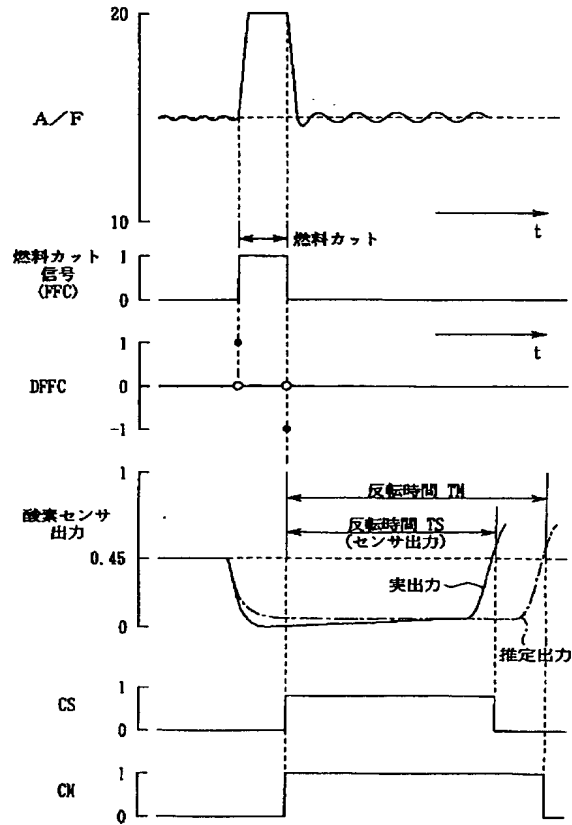 20
A／F
10
t
燃料カット
燃料カット
信号
(FFC)
1
0
t
1
DFFC
0
-1
1
反転時間 TM
酸素センサ
出力
反転時間 TS
(センサ出力)
0.45
実出力
0
推定出力
1
CS
0
1
CM
0